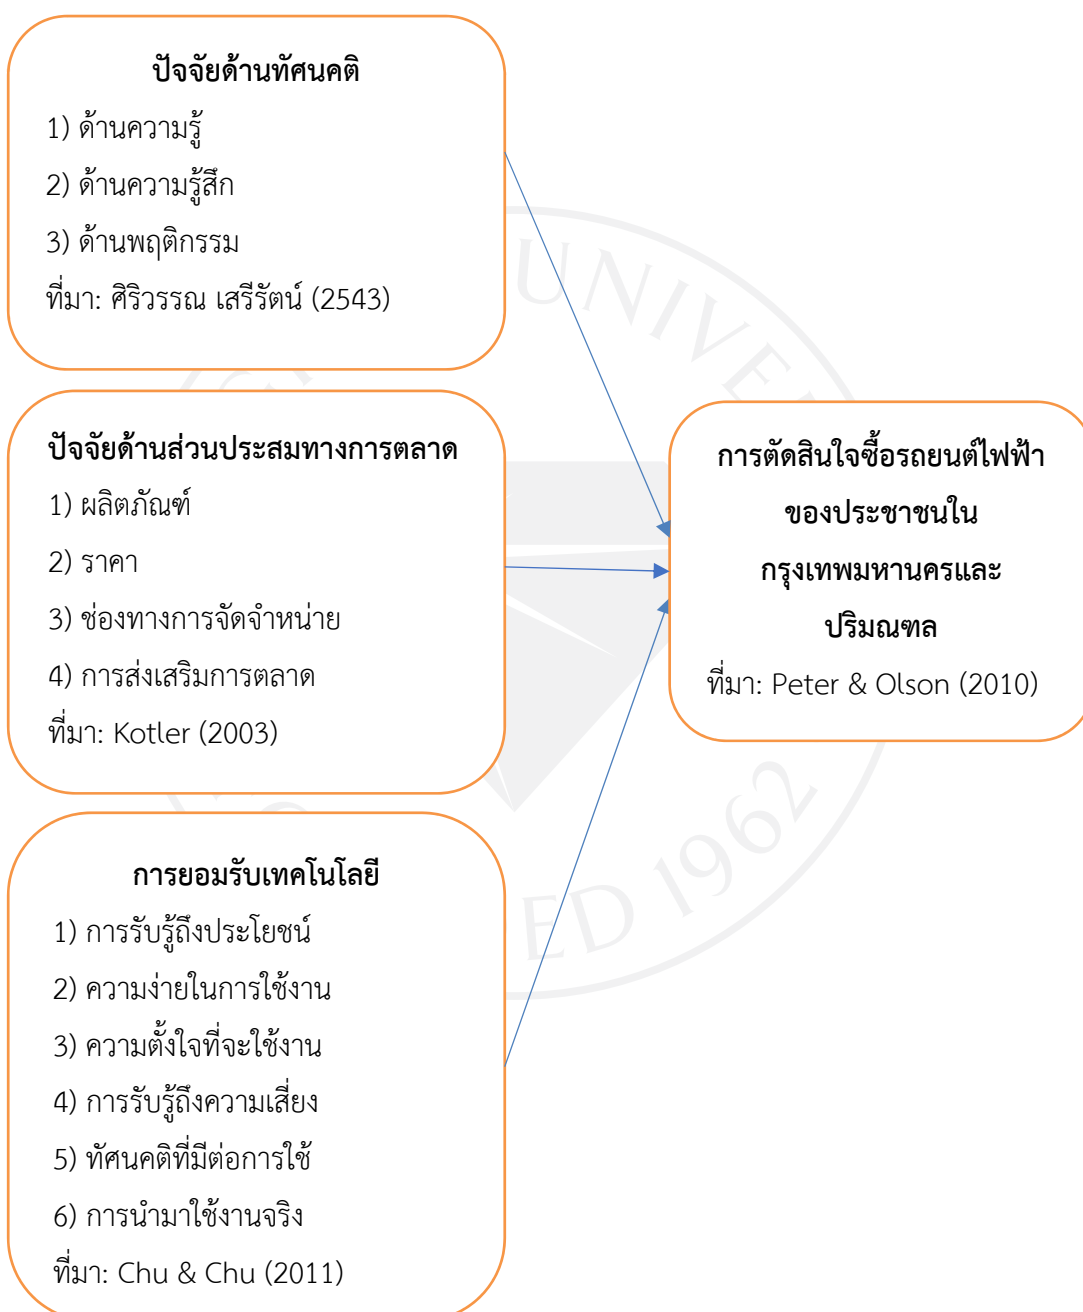 ปัจจัยด้านทัศนคติ
1) ด้านความรู้
2) ด้านความรู้สึก
3) ด้านพฤติกรรม
ที่มา: ศิริวรรณ เสรีรัตน์ (2543)
ปัจจัยด้านส่วนประสมทางการตลาด
1) ผลิตภัณฑ์
2) ราคา
3) ช่องทางการจัดจำหน่าย
4) การส่งเสริมการตลาด
ที่มา: Kotler (2003)
การยอมรับเทคโนโลยี
1) การรับรู้ถึงประโยชน์
2) ความง่ายในการใช้งาน
3) ความตั้งใจที่จะใช้งาน
4) การรับรู้ถึงความเสี่ยง
5) ทัศนคติที่มีต่อการใช้
6) การนำมาใช้งานจริง
ที่มา: Chu & Chu (2011)
การตัดสินใจซื้อรถยนต์ไฟฟ้า
ของประชาชนใน
กรุงเทพมหานครและ
ปริมณฑล
ที่มา: Peter & Olson (2010)
1962